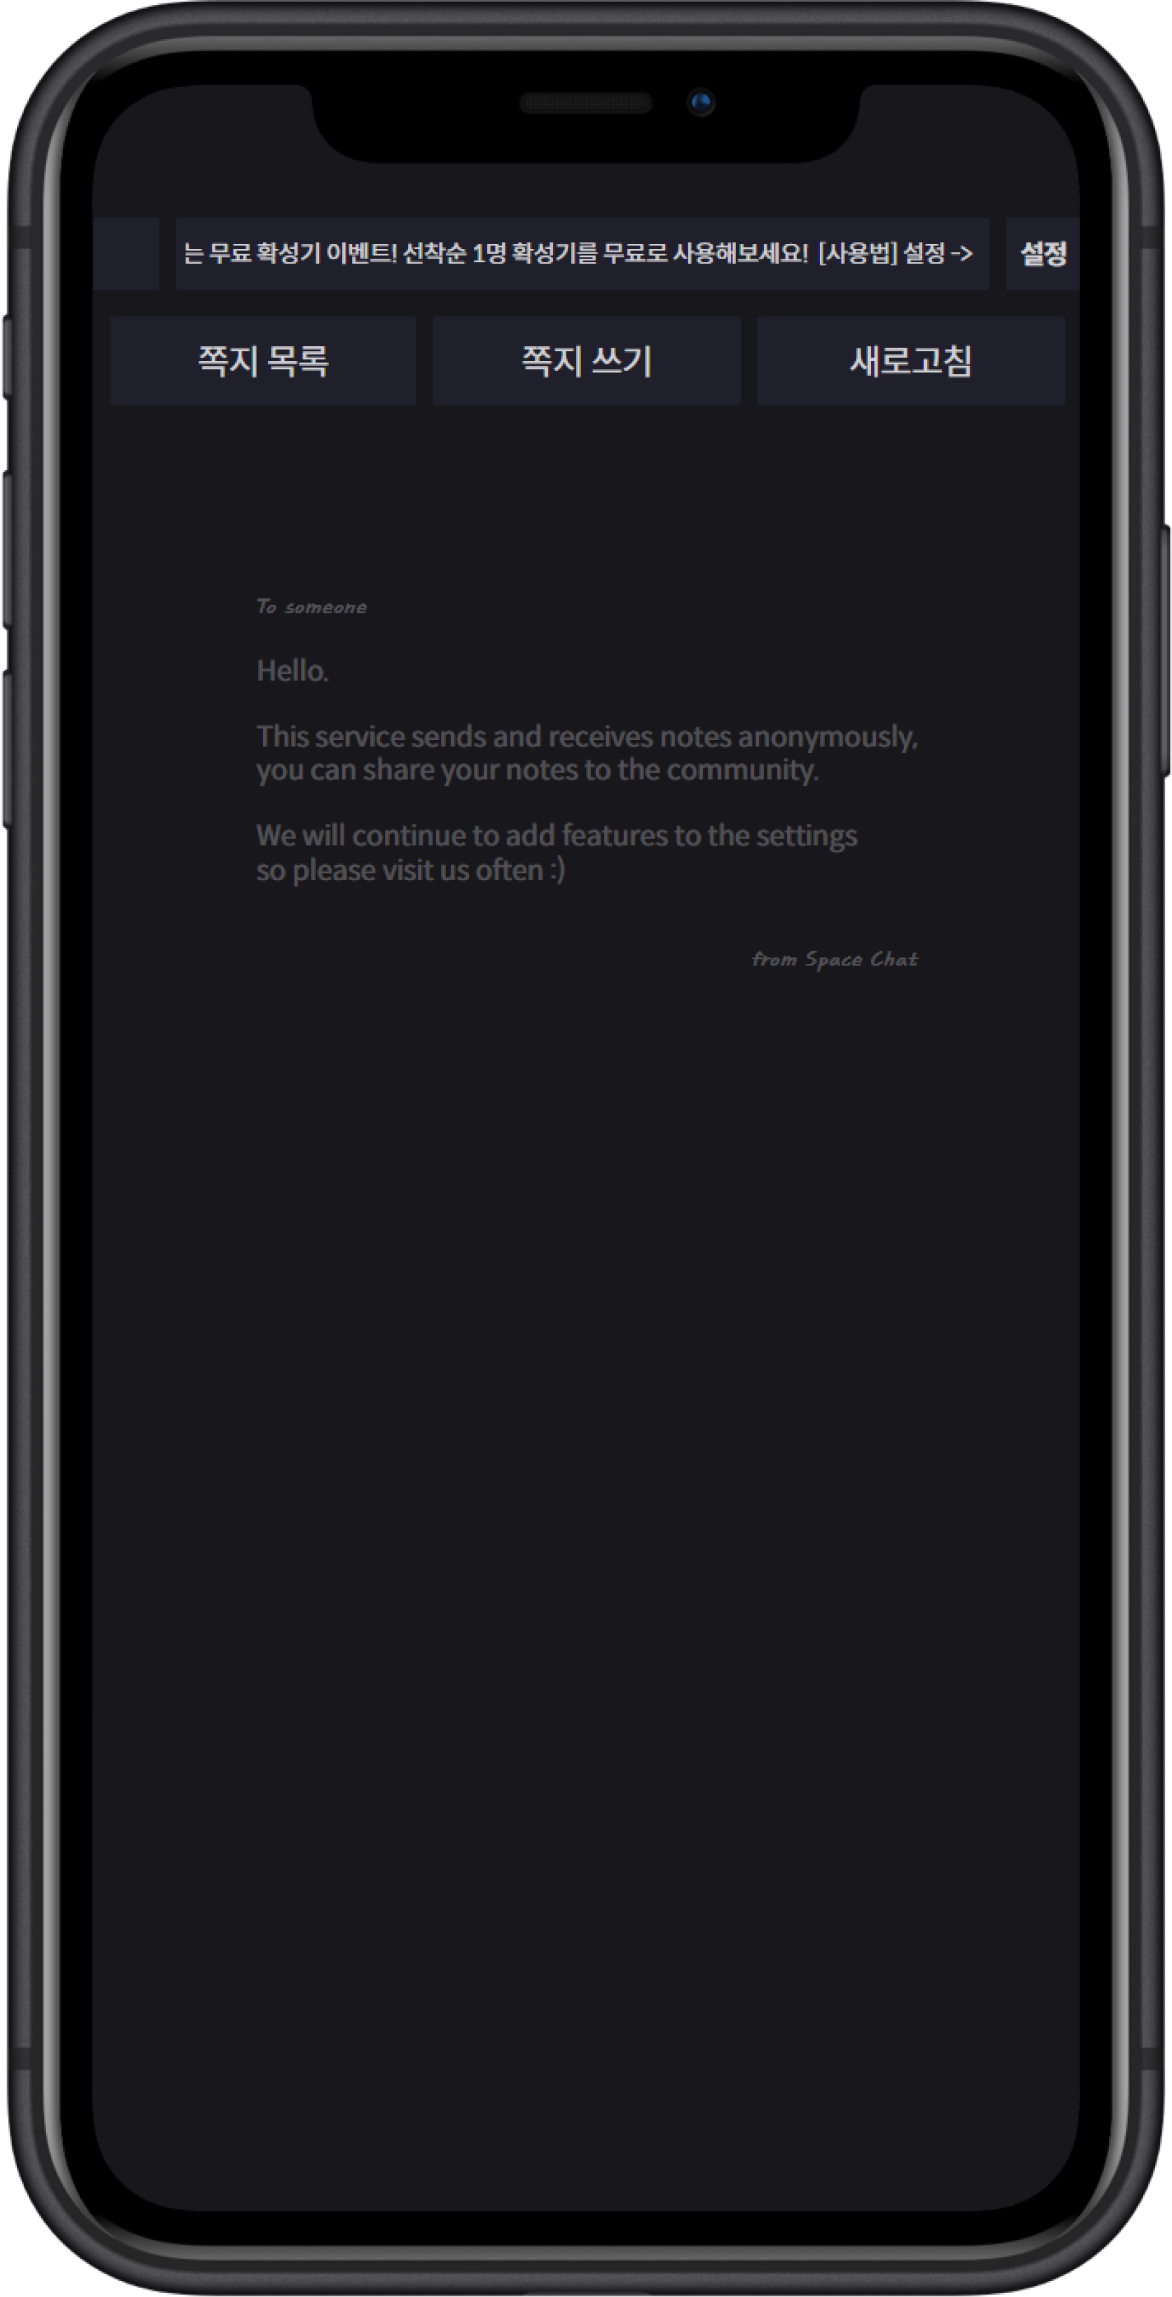 는 무료 확성기 이벤트! 선착순 1명 확성기를 무료로 사용해보세요! [사용법] 설정 ->
설정
쪽지 목록
쪽지 쓰기
새로고침
To someone
Hello.
This service sends and receives notes anonymously,
you can share your notes to the community.
We will continue to add features to the settings
so please visit us often :)
from Space Chat